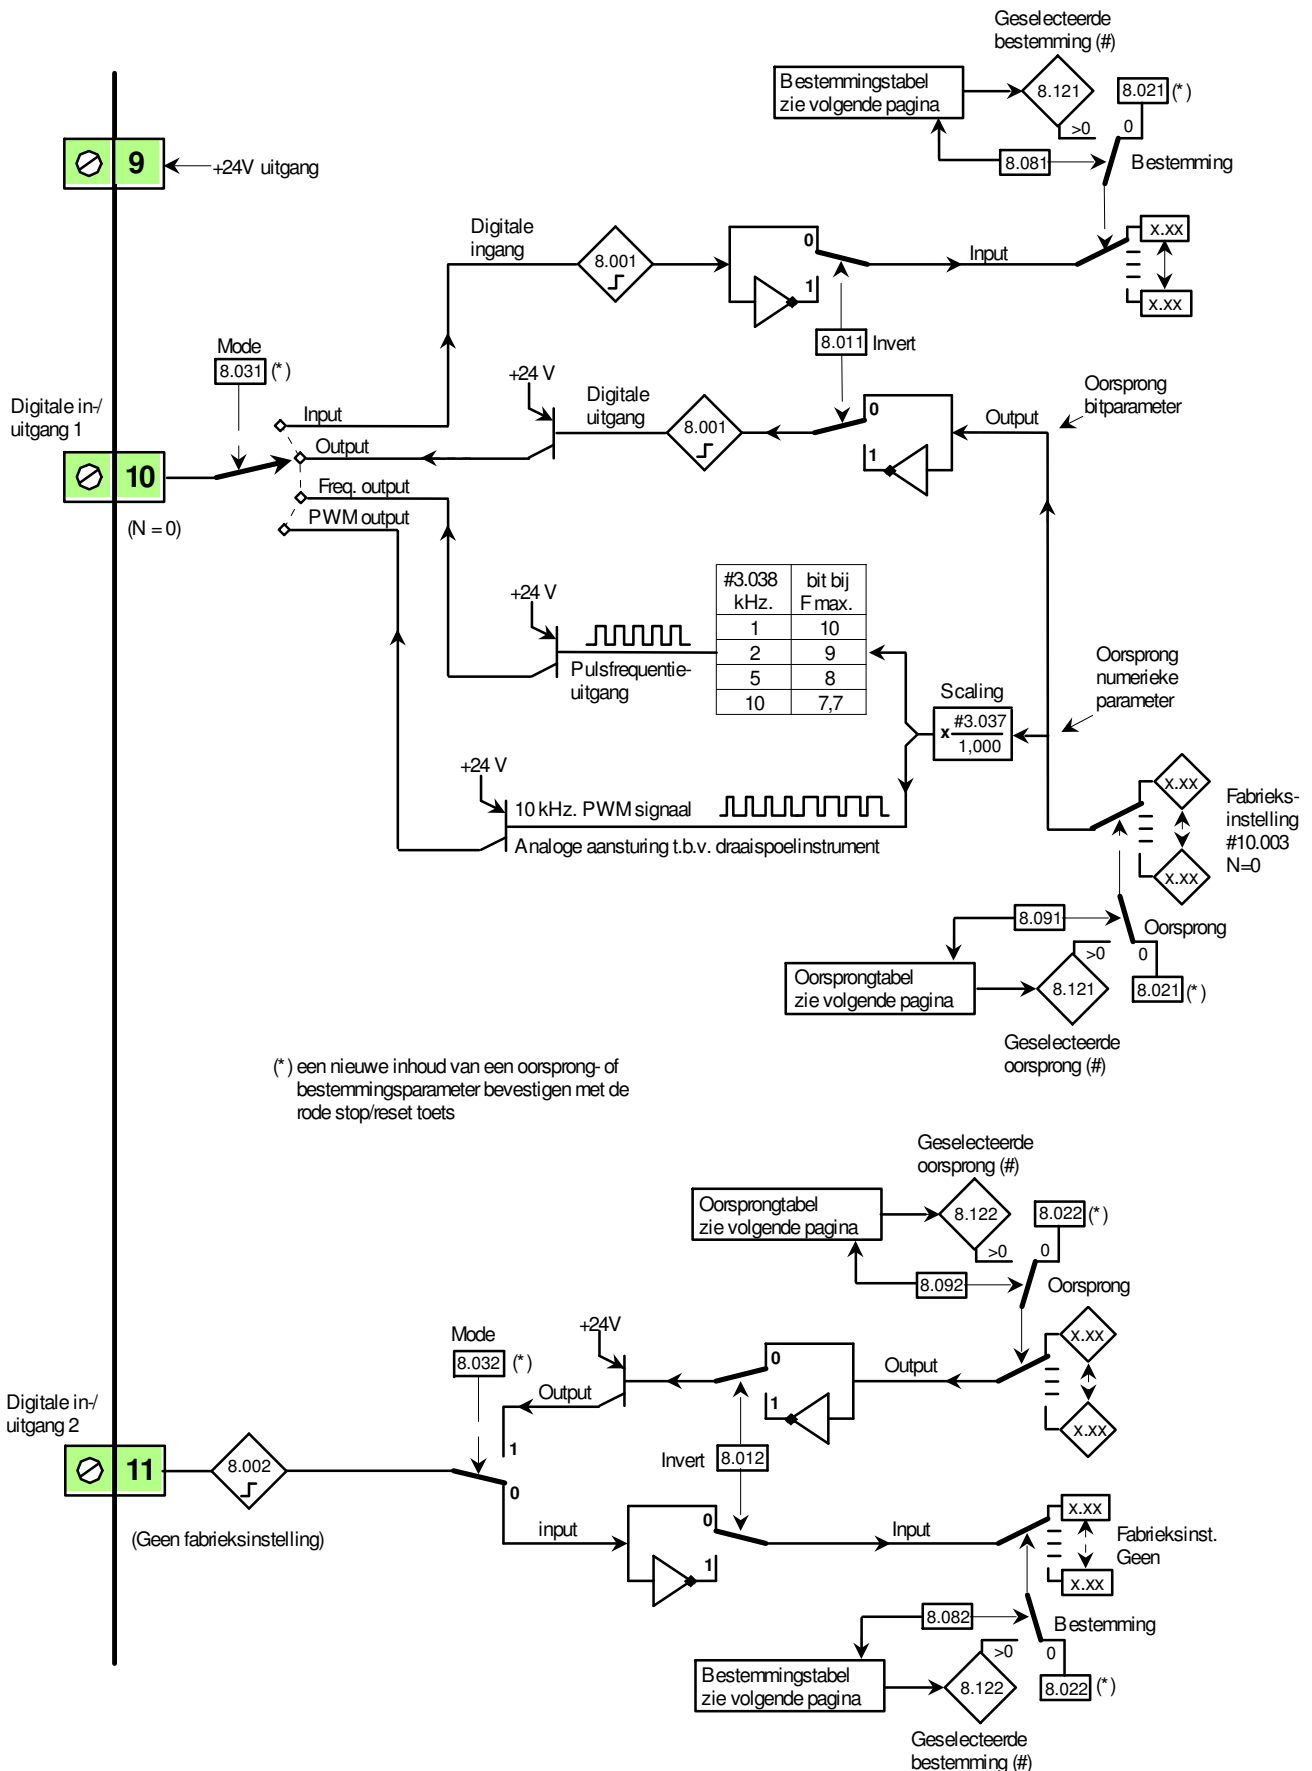 Geselecteerde
bestemming (#)
Bestemmingstabel
zie volgende pagina
8.121
8.021 (*)
>0
0
8.081
Bestemming
9
+24V uitgang
Digitale
ingang
8.001
0
1
Input
x.xx
x.xx
8.011 Invert
Mode
8.031 (*)
Digitale in-/
uitgang 1
10
(N = 0)
Input
Output
Freq. output
PWM output
+24 V
Digitale
uitgang
8.001
0
1
Output
Oorsprong
bitparameter
+24 V
Pulsfrequentie-
uitgang
#3.038 kHz. bit bij F max.
1 10
2 9
5 8
10 7,7
Scaling
x #3.037
1,000
Oorsprong
numerieke
parameter
+24 V
10 kHz. PWM signaal
Analoge aansturing t.b.v. draaispoelinstrument
x.xx
x.xx
Fabrieks-
instelling
#10.003
N=0
8.091
Oorsprong
>0
0
Oorsprongtabel
zie volgende pagina
8.121
8.021 (*)
Geselecteerde
oorsprong (#)
(*) een nieuwe inhoud van een oorsprong- of
bestemmingsparameter bevestigen met de
rode stop/reset toets
Geselecteerde
oorsprong (#)
Oorsprongtabel
zie volgende pagina
8.122
8.022 (*)
>0
0
8.092
Oorsprong
Mode
8.032 (*)
+24V
Output
0
1
Output
x.xx
x.xx
Digitale in-/
uitgang 2
11
(Geen fabrieksinstelling)
8.002
1
0
Invert 8.012
input
0
1
Input
x.xx
x.xx
Fabrieksinst.
Geen
8.082
Bestemming
>0
0
Bestemmingstabel
zie volgende pagina
8.122
8.022 (*)
Geselecteerde
bestemming (#)